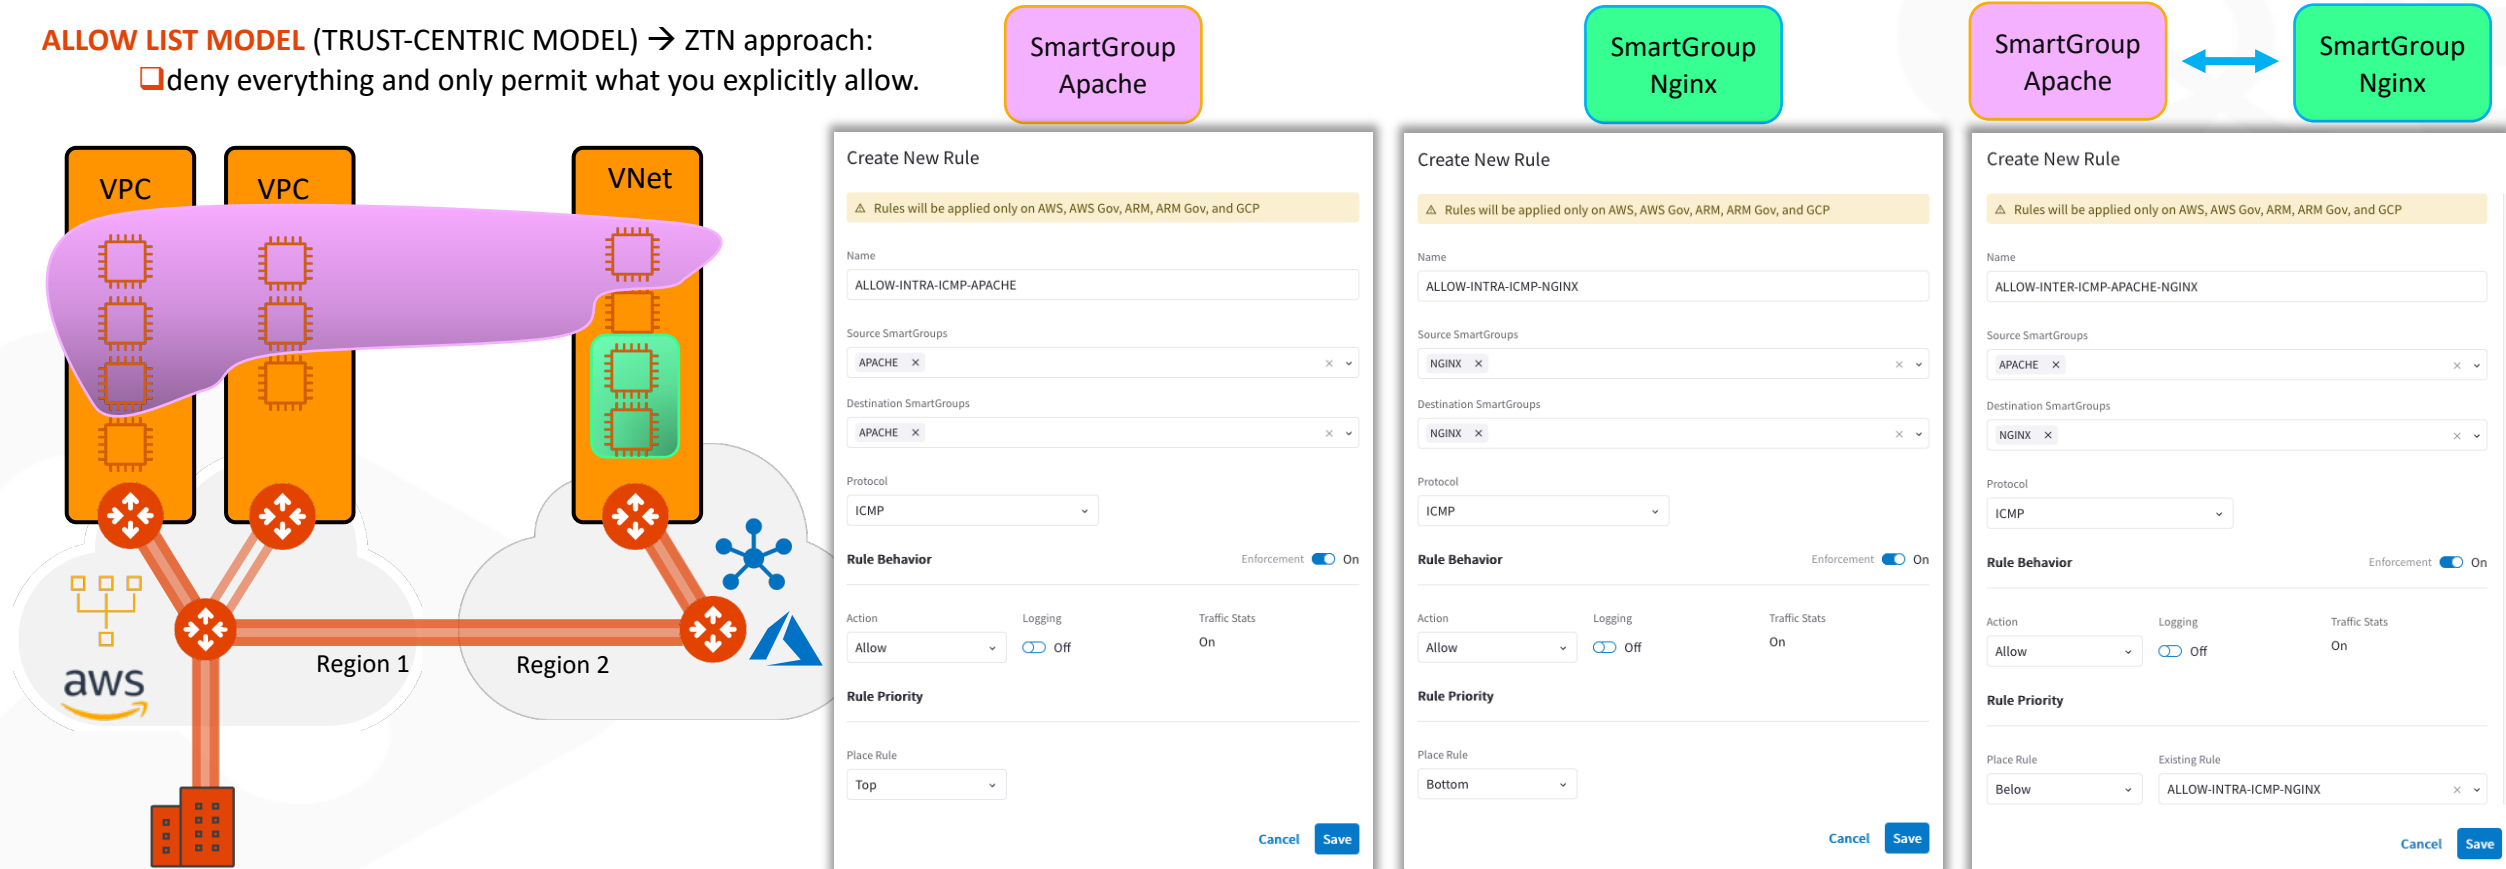 ALLOW LIST MODEL (TRUST-CENTRIC MODEL) → ZTN approach:
❑deny everything and only permit what you explicitly allow.
VPC
VPC
VNet
aws
Region 1
Region 2
SmartGroup
Apache
Create New Rule
Rules will be applied only on AWS, AWS Gov, ARM, ARM Gov, and GCP
Name
ALLOW-INTRA-ICMP-APACHE
Source SmartGroups
APACHE ×
Destination SmartGroups
APACHE ×
Protocol
ICMP
Rule Behavior Enforcement On
Action Logging Traffic Stats
Allow Off On
Rule Priority
Place Rule
Top
Cancel Save
SmartGroup
Nginx
Create New Rule
Rules will be applied only on AWS, AWS Gov, ARM, ARM Gov, and GCP
Name
ALLOW-INTRA-ICMP-NGINX
Source SmartGroups
NGINX ×
Destination SmartGroups
NGINX ×
Protocol
ICMP
Rule Behavior Enforcement On
Action Logging Traffic Stats
Allow Off On
Rule Priority
Place Rule
Bottom
Cancel Save
SmartGroup
Apache
SmartGroup
Nginx
Create New Rule
Rules will be applied only on AWS, AWS Gov, ARM, ARM Gov, and GCP
Name
ALLOW-INTER-ICMP-APACHE-NGINX
Source SmartGroups
APACHE ×
Destination SmartGroups
NGINX ×
Protocol
ICMP
Rule Behavior Enforcement On
Action Logging Traffic Stats
Allow Off On
Rule Priority
Place Rule Existing Rule
Below ALLOW-INTRA-ICMP-NGINX
Cancel Save